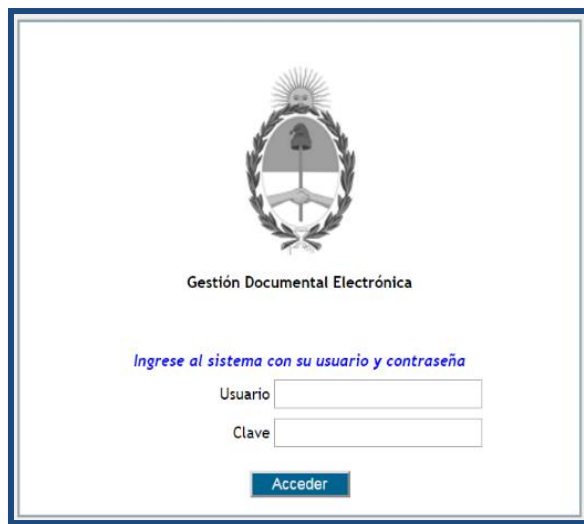 Gestión Documental Electrónica
Ingrese al sistema con su usuario y contraseña
Usuario
Clave
Acceder